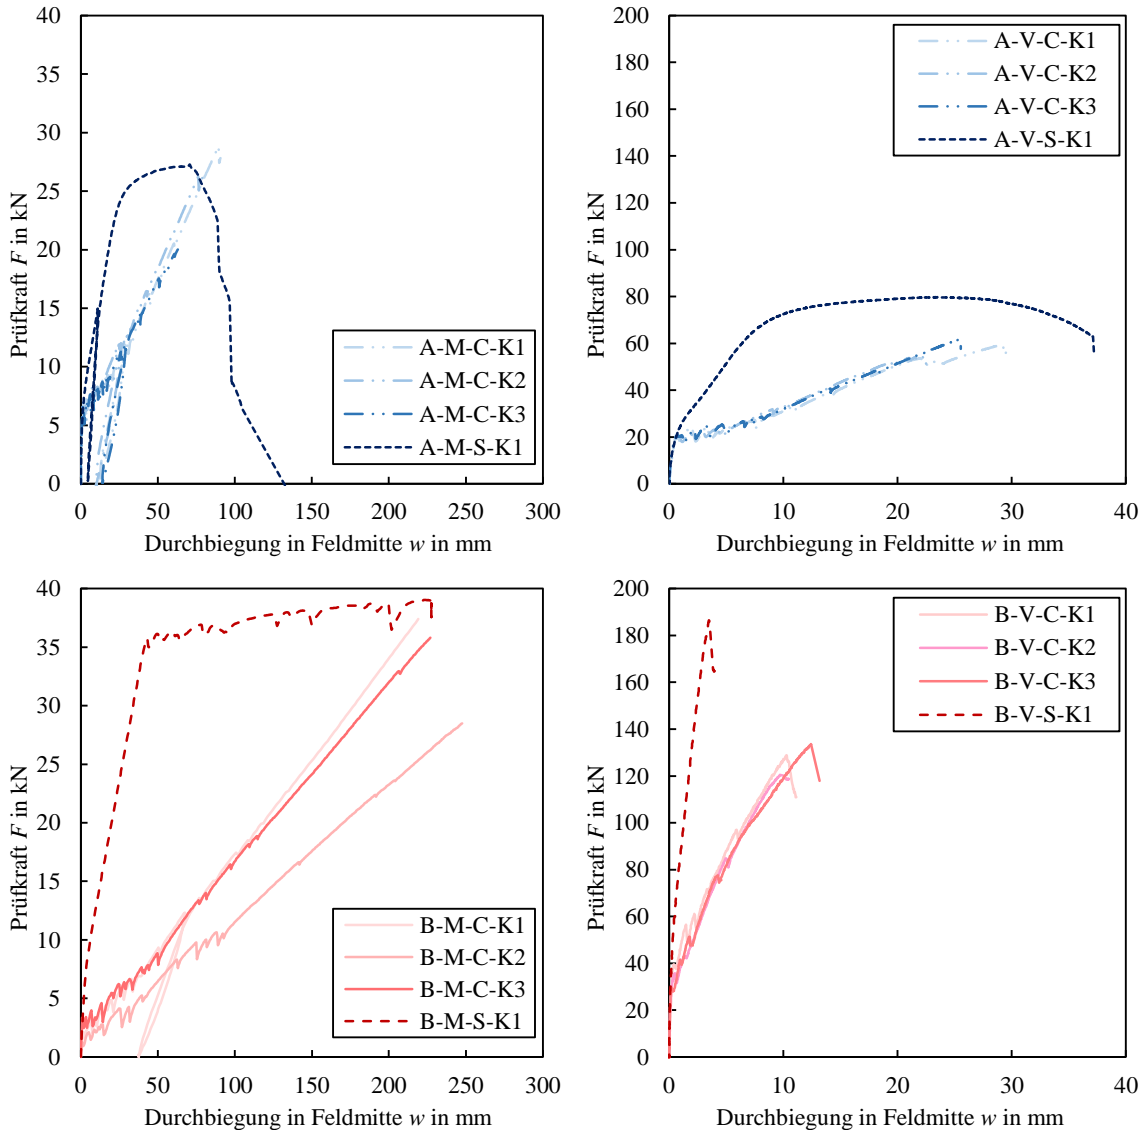 40
35
30
25
20
15
10
5
0
Prüfkraft F in kN
0 50 100 150 200 250 300
Durchbiegung in Feldmitte w in mm
A-M-C-K1
A-M-C-K2
A-M-C-K3
A-M-S-K1
200
180
160
140
120
100
80
60
40
20
0
Prüfkraft F in kN
0 10 20 30 40
Durchbiegung in Feldmitte w in mm
A-V-C-K1
A-V-C-K2
A-V-C-K3
A-V-S-K1
40
35
30
25
20
15
10
5
0
Prüfkraft F in kN
0 50 100 150 200 250 300
Durchbiegung in Feldmitte w in mm
B-M-C-K1
B-M-C-K2
B-M-C-K3
B-M-S-K1
200
180
160
140
120
100
80
60
40
20
0
Prüfkraft F in kN
0 10 20 30 40
Durchbiegung in Feldmitte w in mm
B-V-C-K1
B-V-C-K2
B-V-C-K3
B-V-S-K1